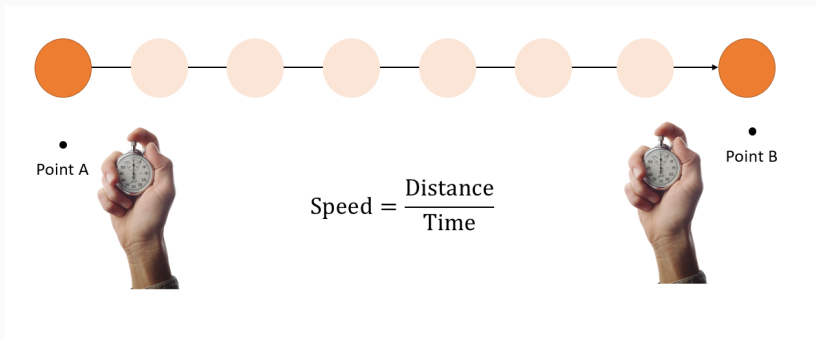 Point A
Point B
Speed = Distance / Time